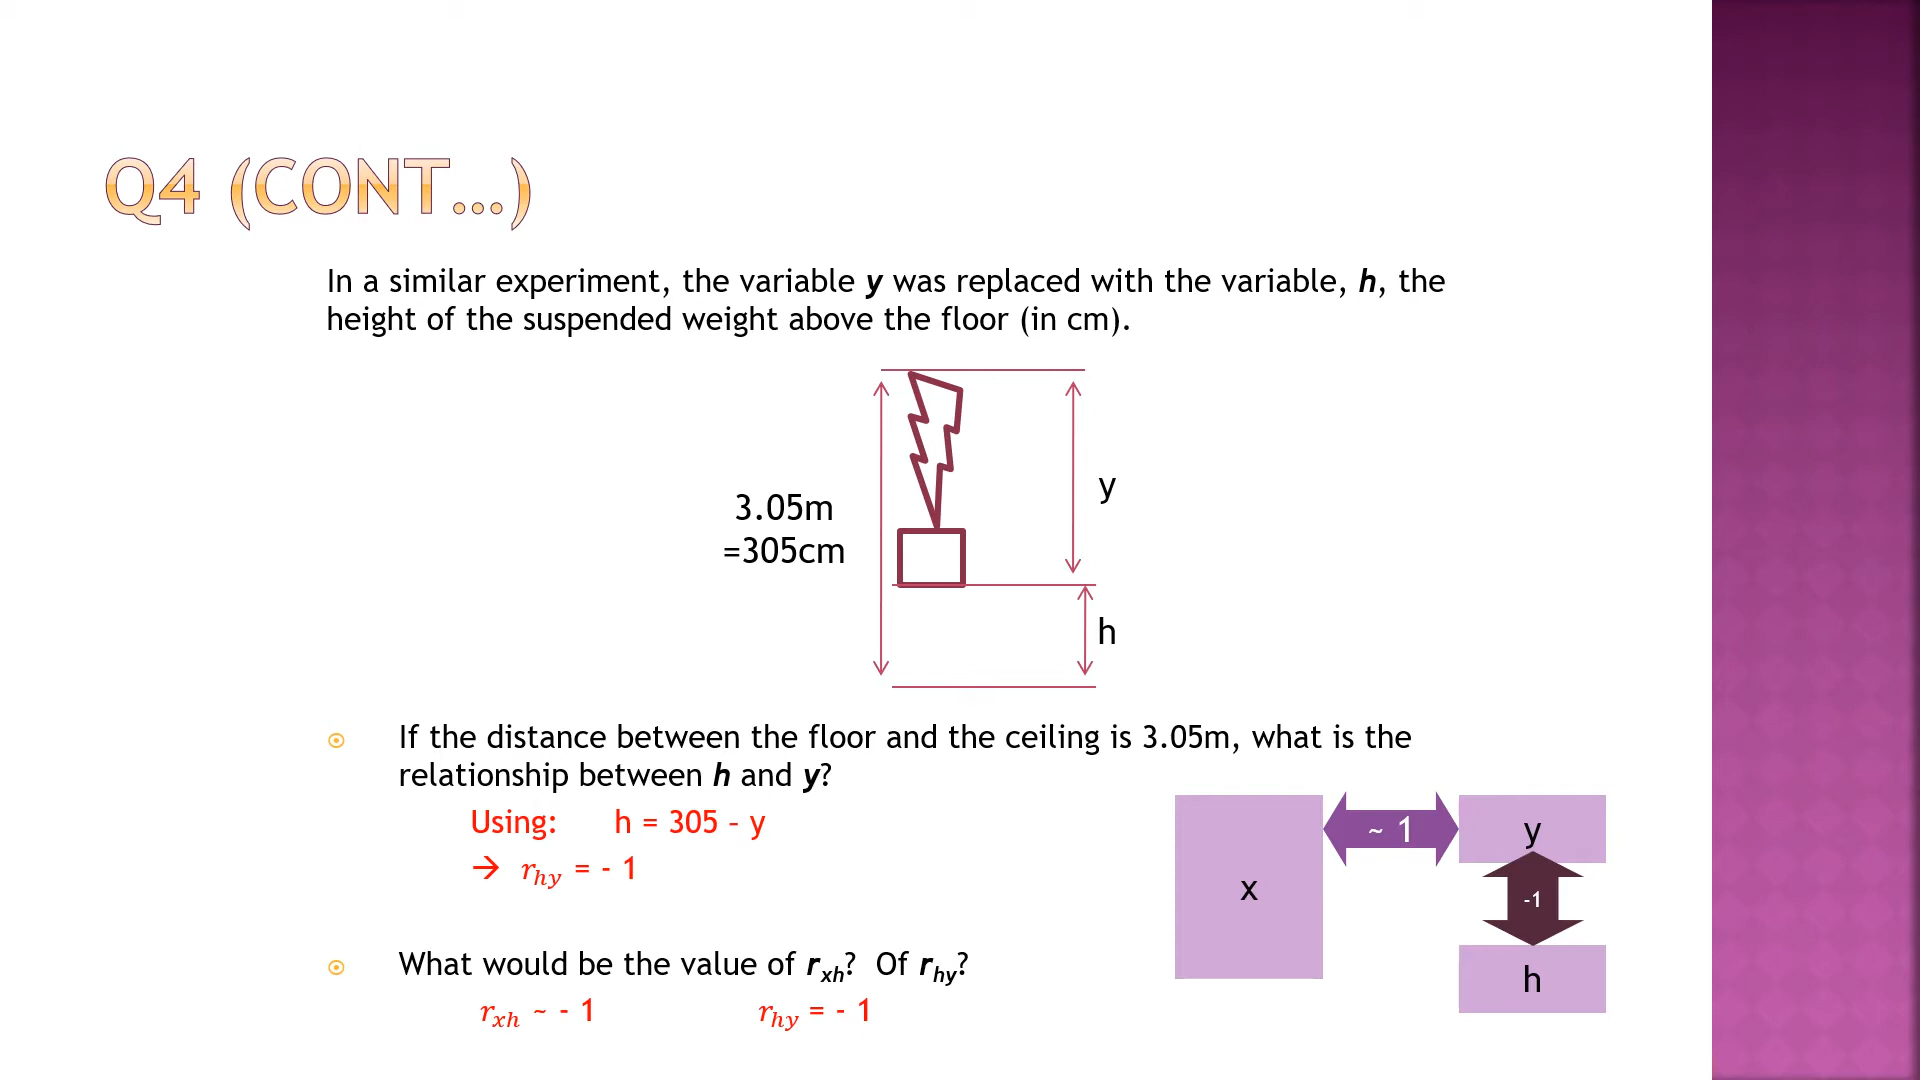 Q4 (CONT...)
In a similar experiment, the variable y was replaced with the variable, h, the
height of the suspended weight above the floor (in cm).
3.05m
=305cm
y
h
If the distance between the floor and the ceiling is 3.05m, what is the
relationship between h and y?
Using: h = 305 – y
→ r_hy = - 1
What would be the value of r_xh? Of r_hy?
r_xh ~ - 1 r_hy = - 1
x
~ 1
y
-1
h